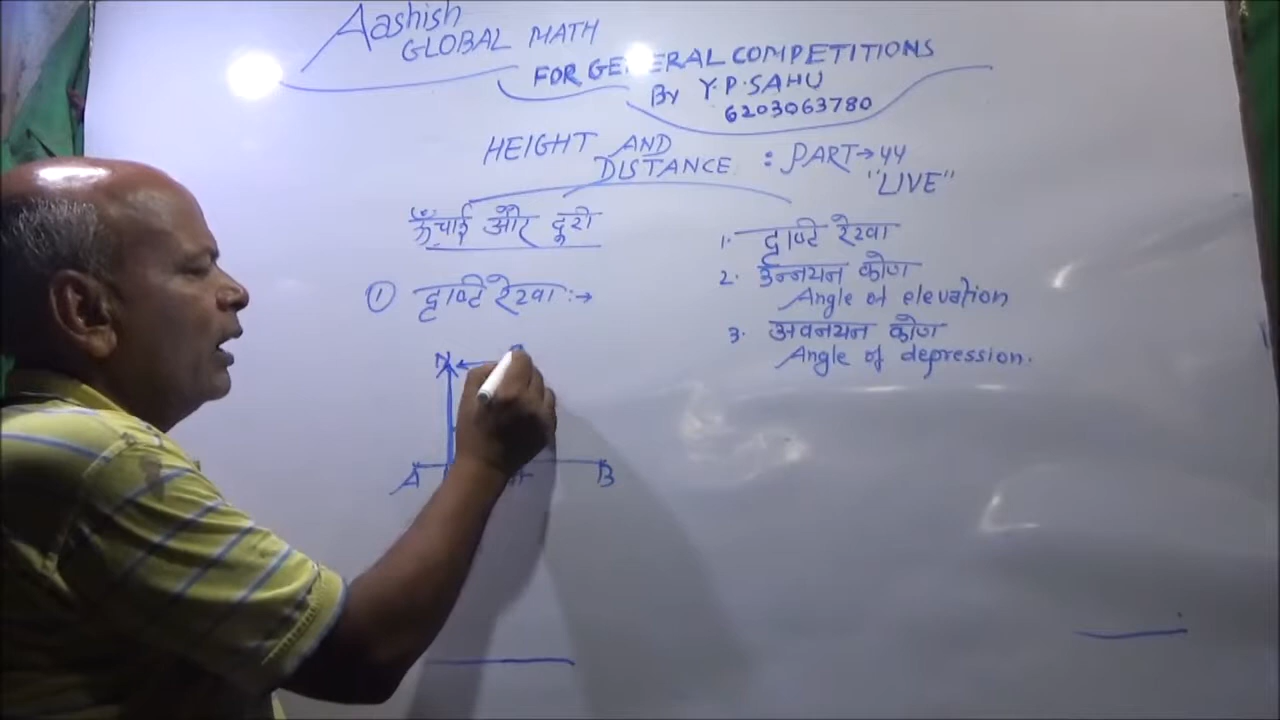 Aashish
GLOBAL MATH
FOR GENERAL COMPETITIONS
By Y.P.SAHU
6203063780
HEIGHT AND
DISTANCE : PART→44
"LIVE"
ऊँचाई और दूरी
1. दृष्टि रेखा
2. उन्नयन कोण
Angle of elevation
3. अवनयन कोण
Angle of depression.
① दृष्टि रेखा :→
A
B